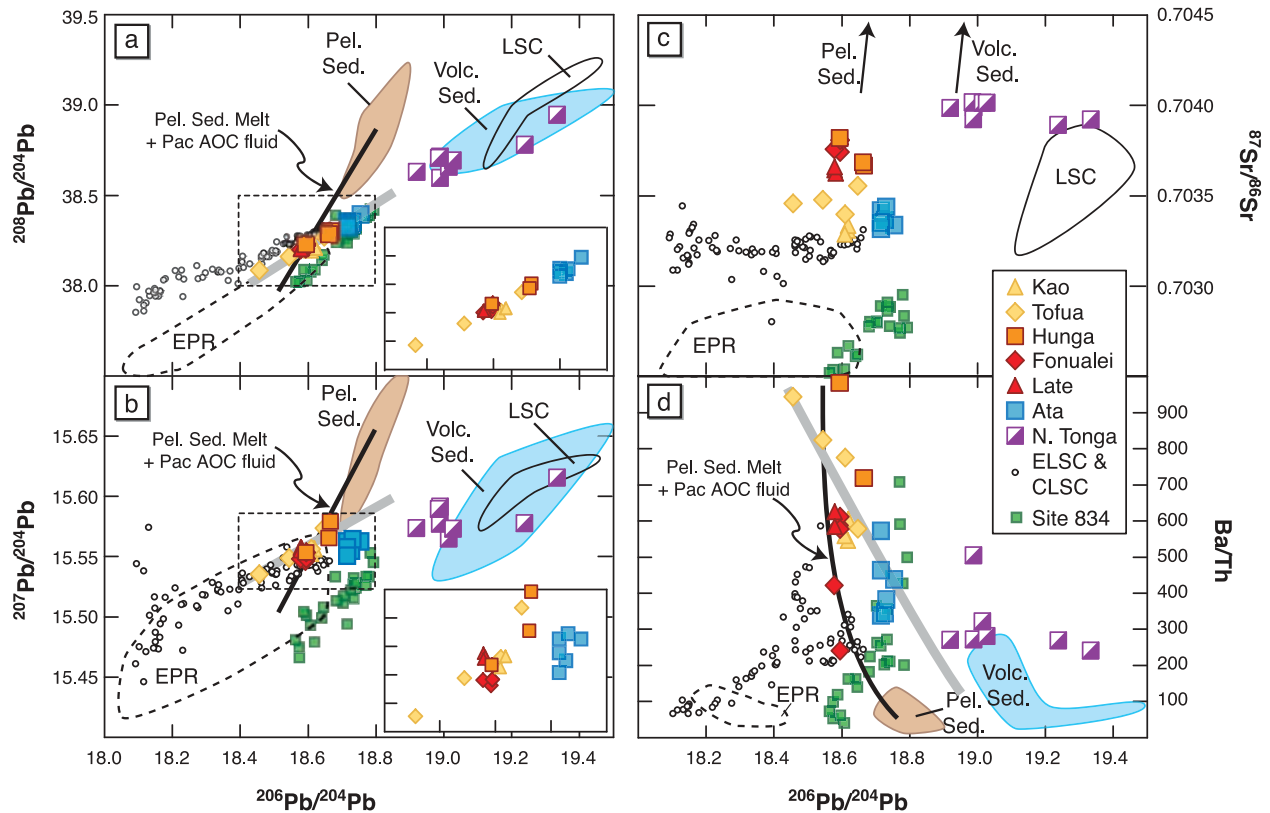 39.5
39.0
38.5
38.0
208Pb/204Pb
a
Pel.
Sed.
Volc.
Sed.
LSC
Pel. Sed. Melt
+ Pac AOC fluid
EPR
c
Pel.
Sed.
Volc.
Sed.
LSC
EPR
0.7045
0.7040
0.7035
0.7030
87Sr/86Sr
Kao
Tofua
Hunga
Fonualei
Late
Ata
N. Tonga
ELSC &
CLSC
Site 834
b
15.65
15.60
15.55
15.50
15.45
207Pb/204Pb
Pel.
Sed.
Volc.
Sed.
LSC
Pel. Sed. Melt
+ Pac AOC fluid
EPR
18.0 18.2 18.4 18.6 18.8 19.0 19.2 19.4
206Pb/204Pb
d
Pel. Sed. Melt
+ Pac AOC fluid
EPR
Pel.
Sed.
Volc.
Sed.
900
800
700
600
500
400
300
200
100
Ba/Th
18.2 18.4 18.6 18.8 19.0 19.2 19.4
206Pb/204Pb